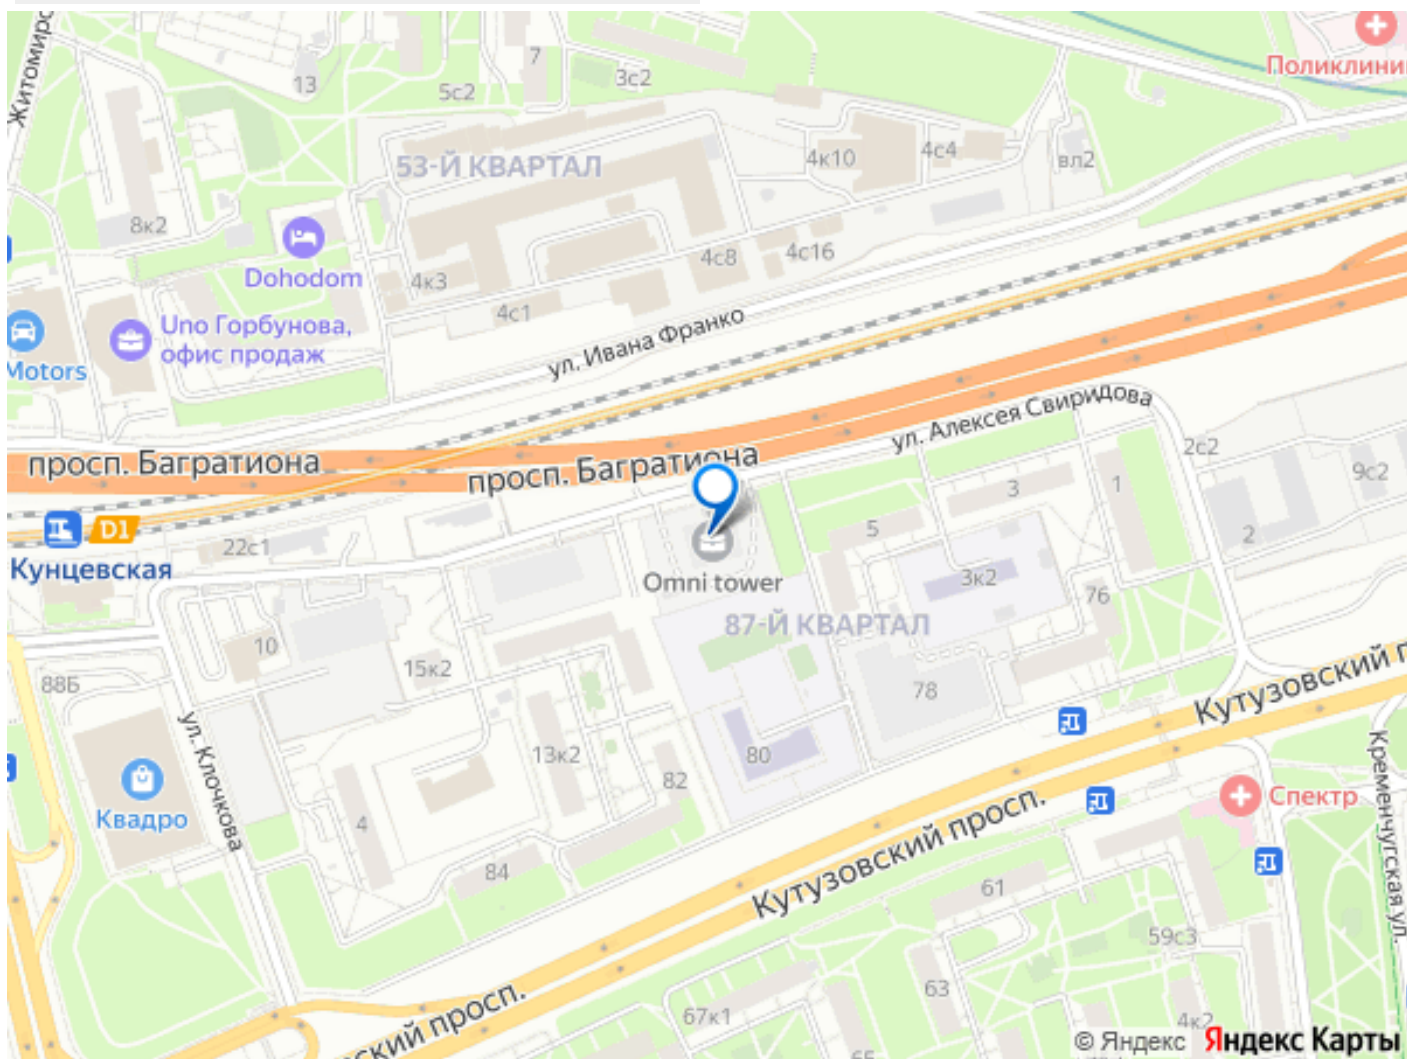 Житомирс
13
7
5с2
3с2
Поликлини
53-Й КВАРТАЛ
4к10
4с4
вл2
8к2
Dohodom
4к3
4с8
4с16
4с1
Uno Горбунова,
офис продаж
Motors
ул. Ивана Франко
просп. Багратиона
просп. Багратиона
ул. Алексея Свиридова
2с2
9с2
1
3
5
2
D1
Кунцевская
22с1
Omni tower
3к2
76
87-Й КВАРТАЛ
10
15к2
88Б
78
Кутузовский п
ул. Клочкова
13к2
80
82
Квадро
4
84
Кутузовский просп.
Спектр
Кременчугская ул.
61
59с3
63
67к1
65
4к2
ский просп.
© Яндекс Яндекс Карты